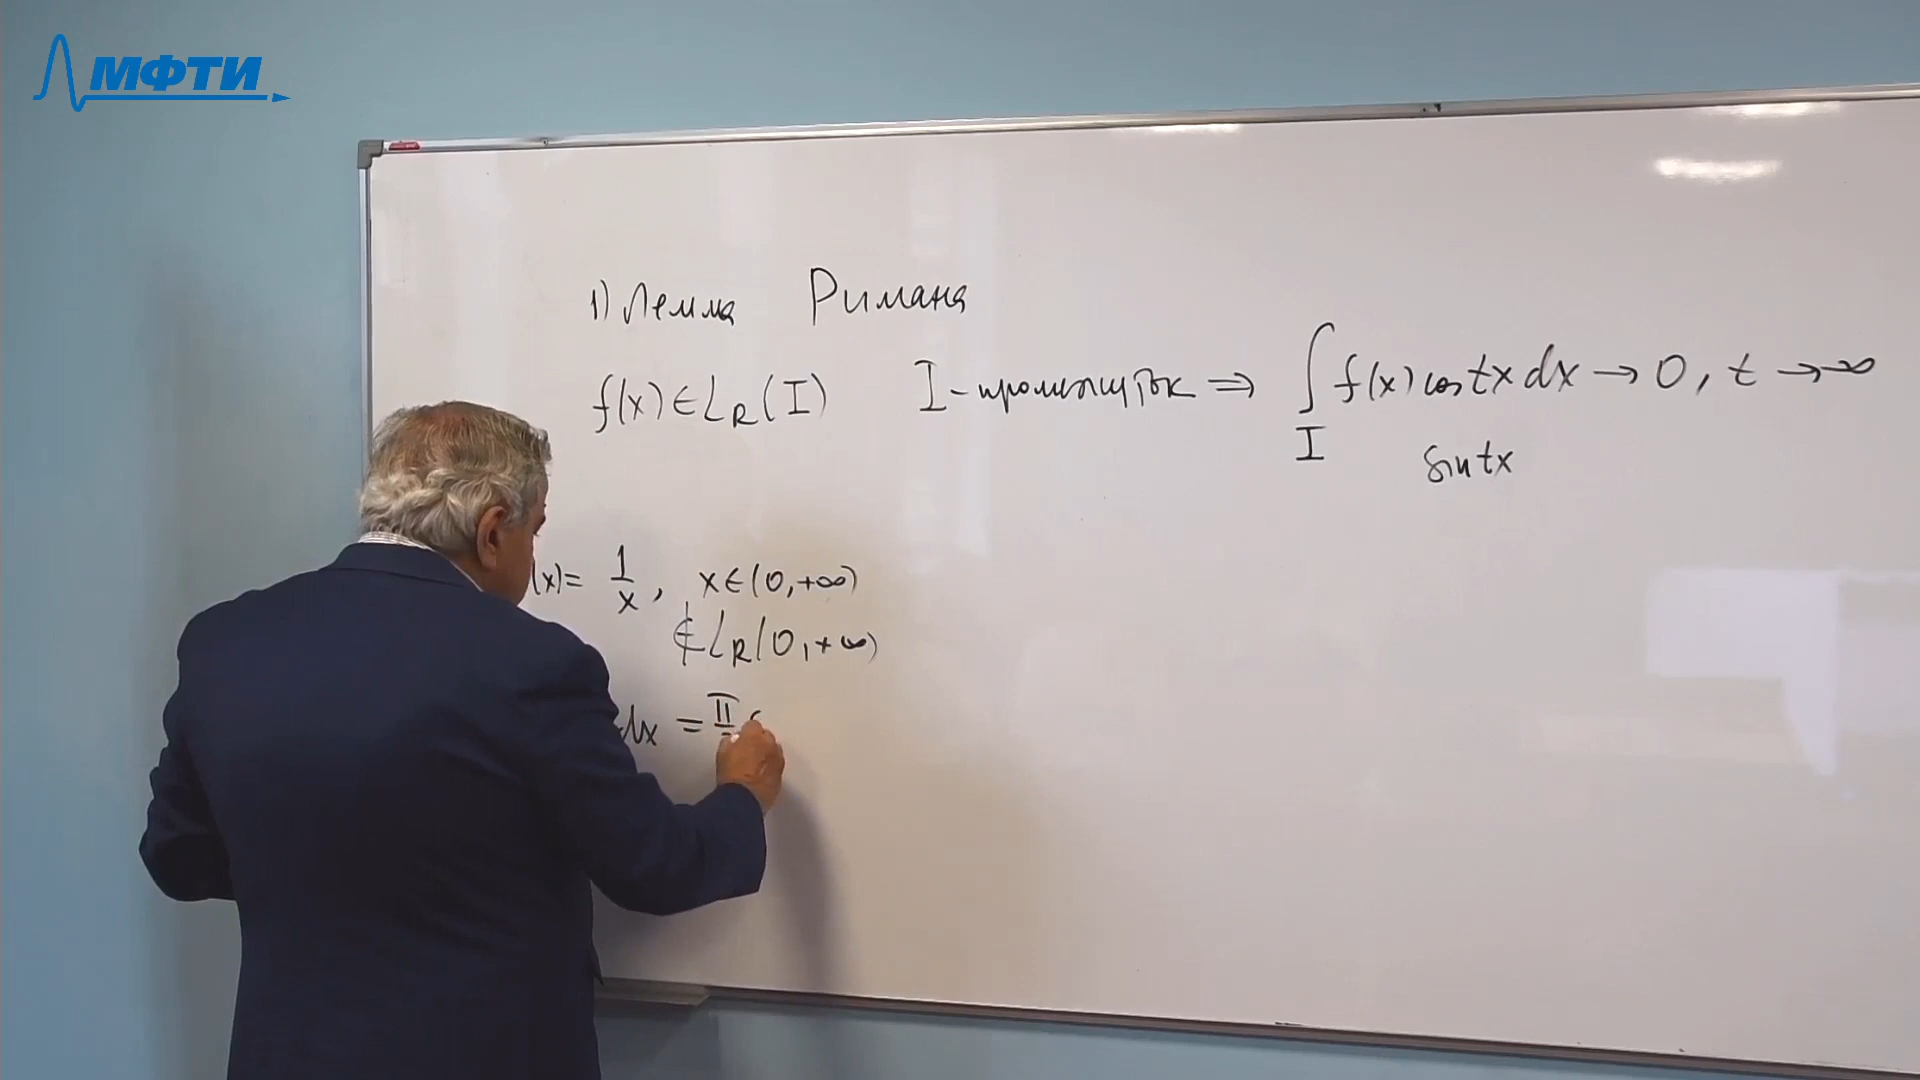 МФТИ
1) Лемма Римана
f(x) ∈ L_R(I) I - промежуток ⇒ ∫_I f(x) cos tx dx → 0, t → ∞
sin tx
(x) = 1/x, x ∈ (0, +∞)
∉ L_R(0, +∞)
dx = π